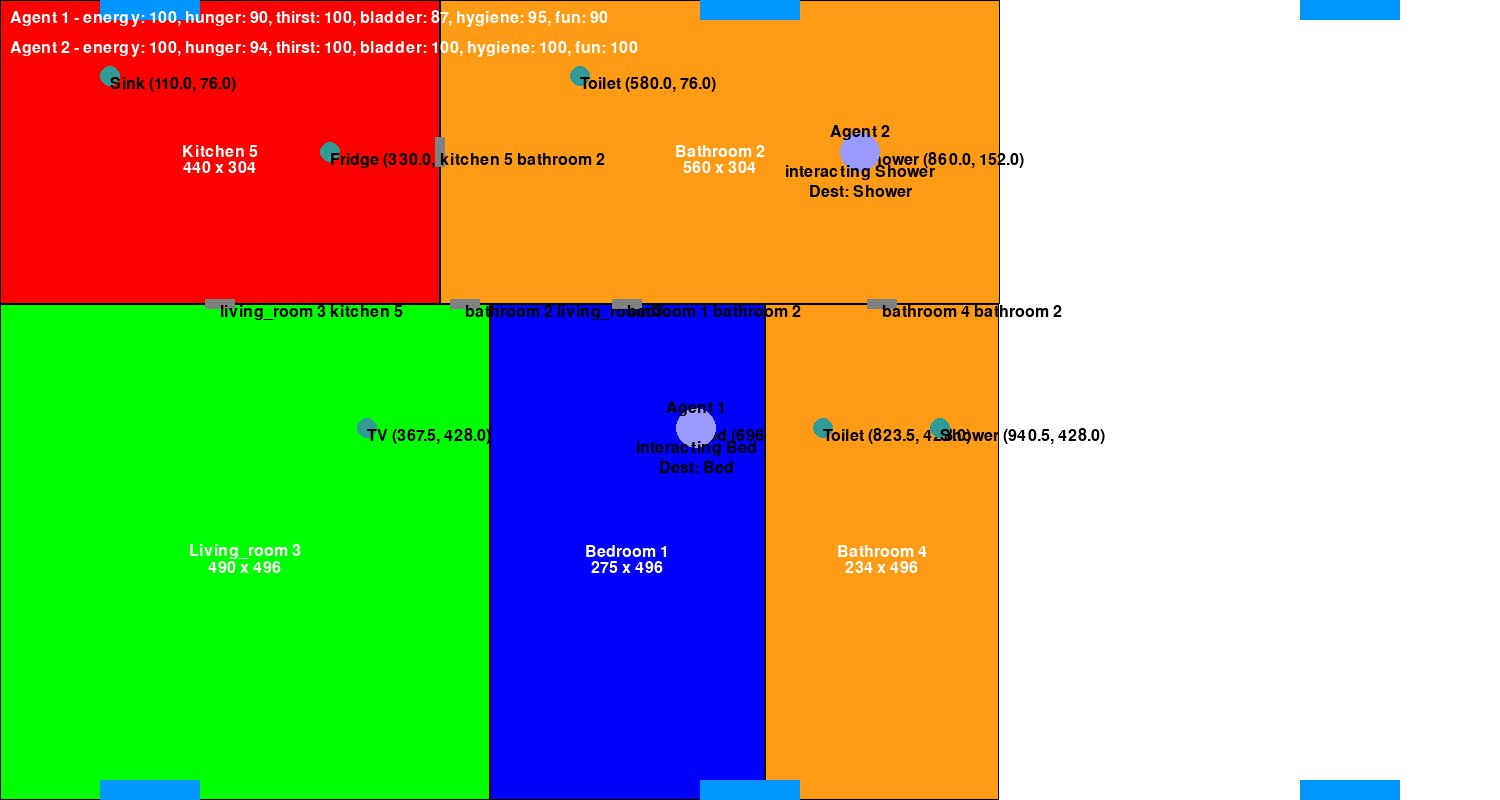 Agent 1 - energy: 100, hunger: 90, thirst: 100, bladder: 87, hygiene: 95, fun: 90
Agent 2 - energy: 100, hunger: 94, thirst: 100, bladder: 100, hygiene: 100, fun: 100
Sink (110.0, 76.0)
Toilet (580.0, 76.0)
Agent 2
Kitchen 5
440 x 304
Fridge (330.0,
kitchen 5 bathroom 2
Bathroom 2
560 x 304
(860.0, 152.0)
interacting Shower
Dest: Shower
living_room 3 kitchen 5
bathroom 2
1 bathroom 2
bathroom 4 bathroom 2
Agent 1
TV (367.5, 428.0)
(696
interacting Bed
Dest: Bed
Toilet (823.5,
Shower (940.5, 428.0)
Living_room 3
490 x 496
Bedroom 1
275 x 496
Bathroom 4
234 x 496